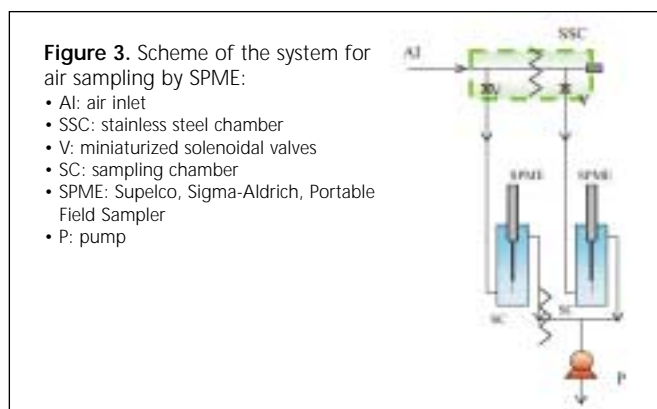 Figure 3. Scheme of the system for
air sampling by SPME:
• AI: air inlet
• SSC: stainless steel chamber
• V: miniaturized solenoidal valves
• SC: sampling chamber
• SPME: Supelco, Sigma-Aldrich, Portable
Field Sampler
• P: pump
SSC
AI
V
V
SPME SPME
SC
SC
P